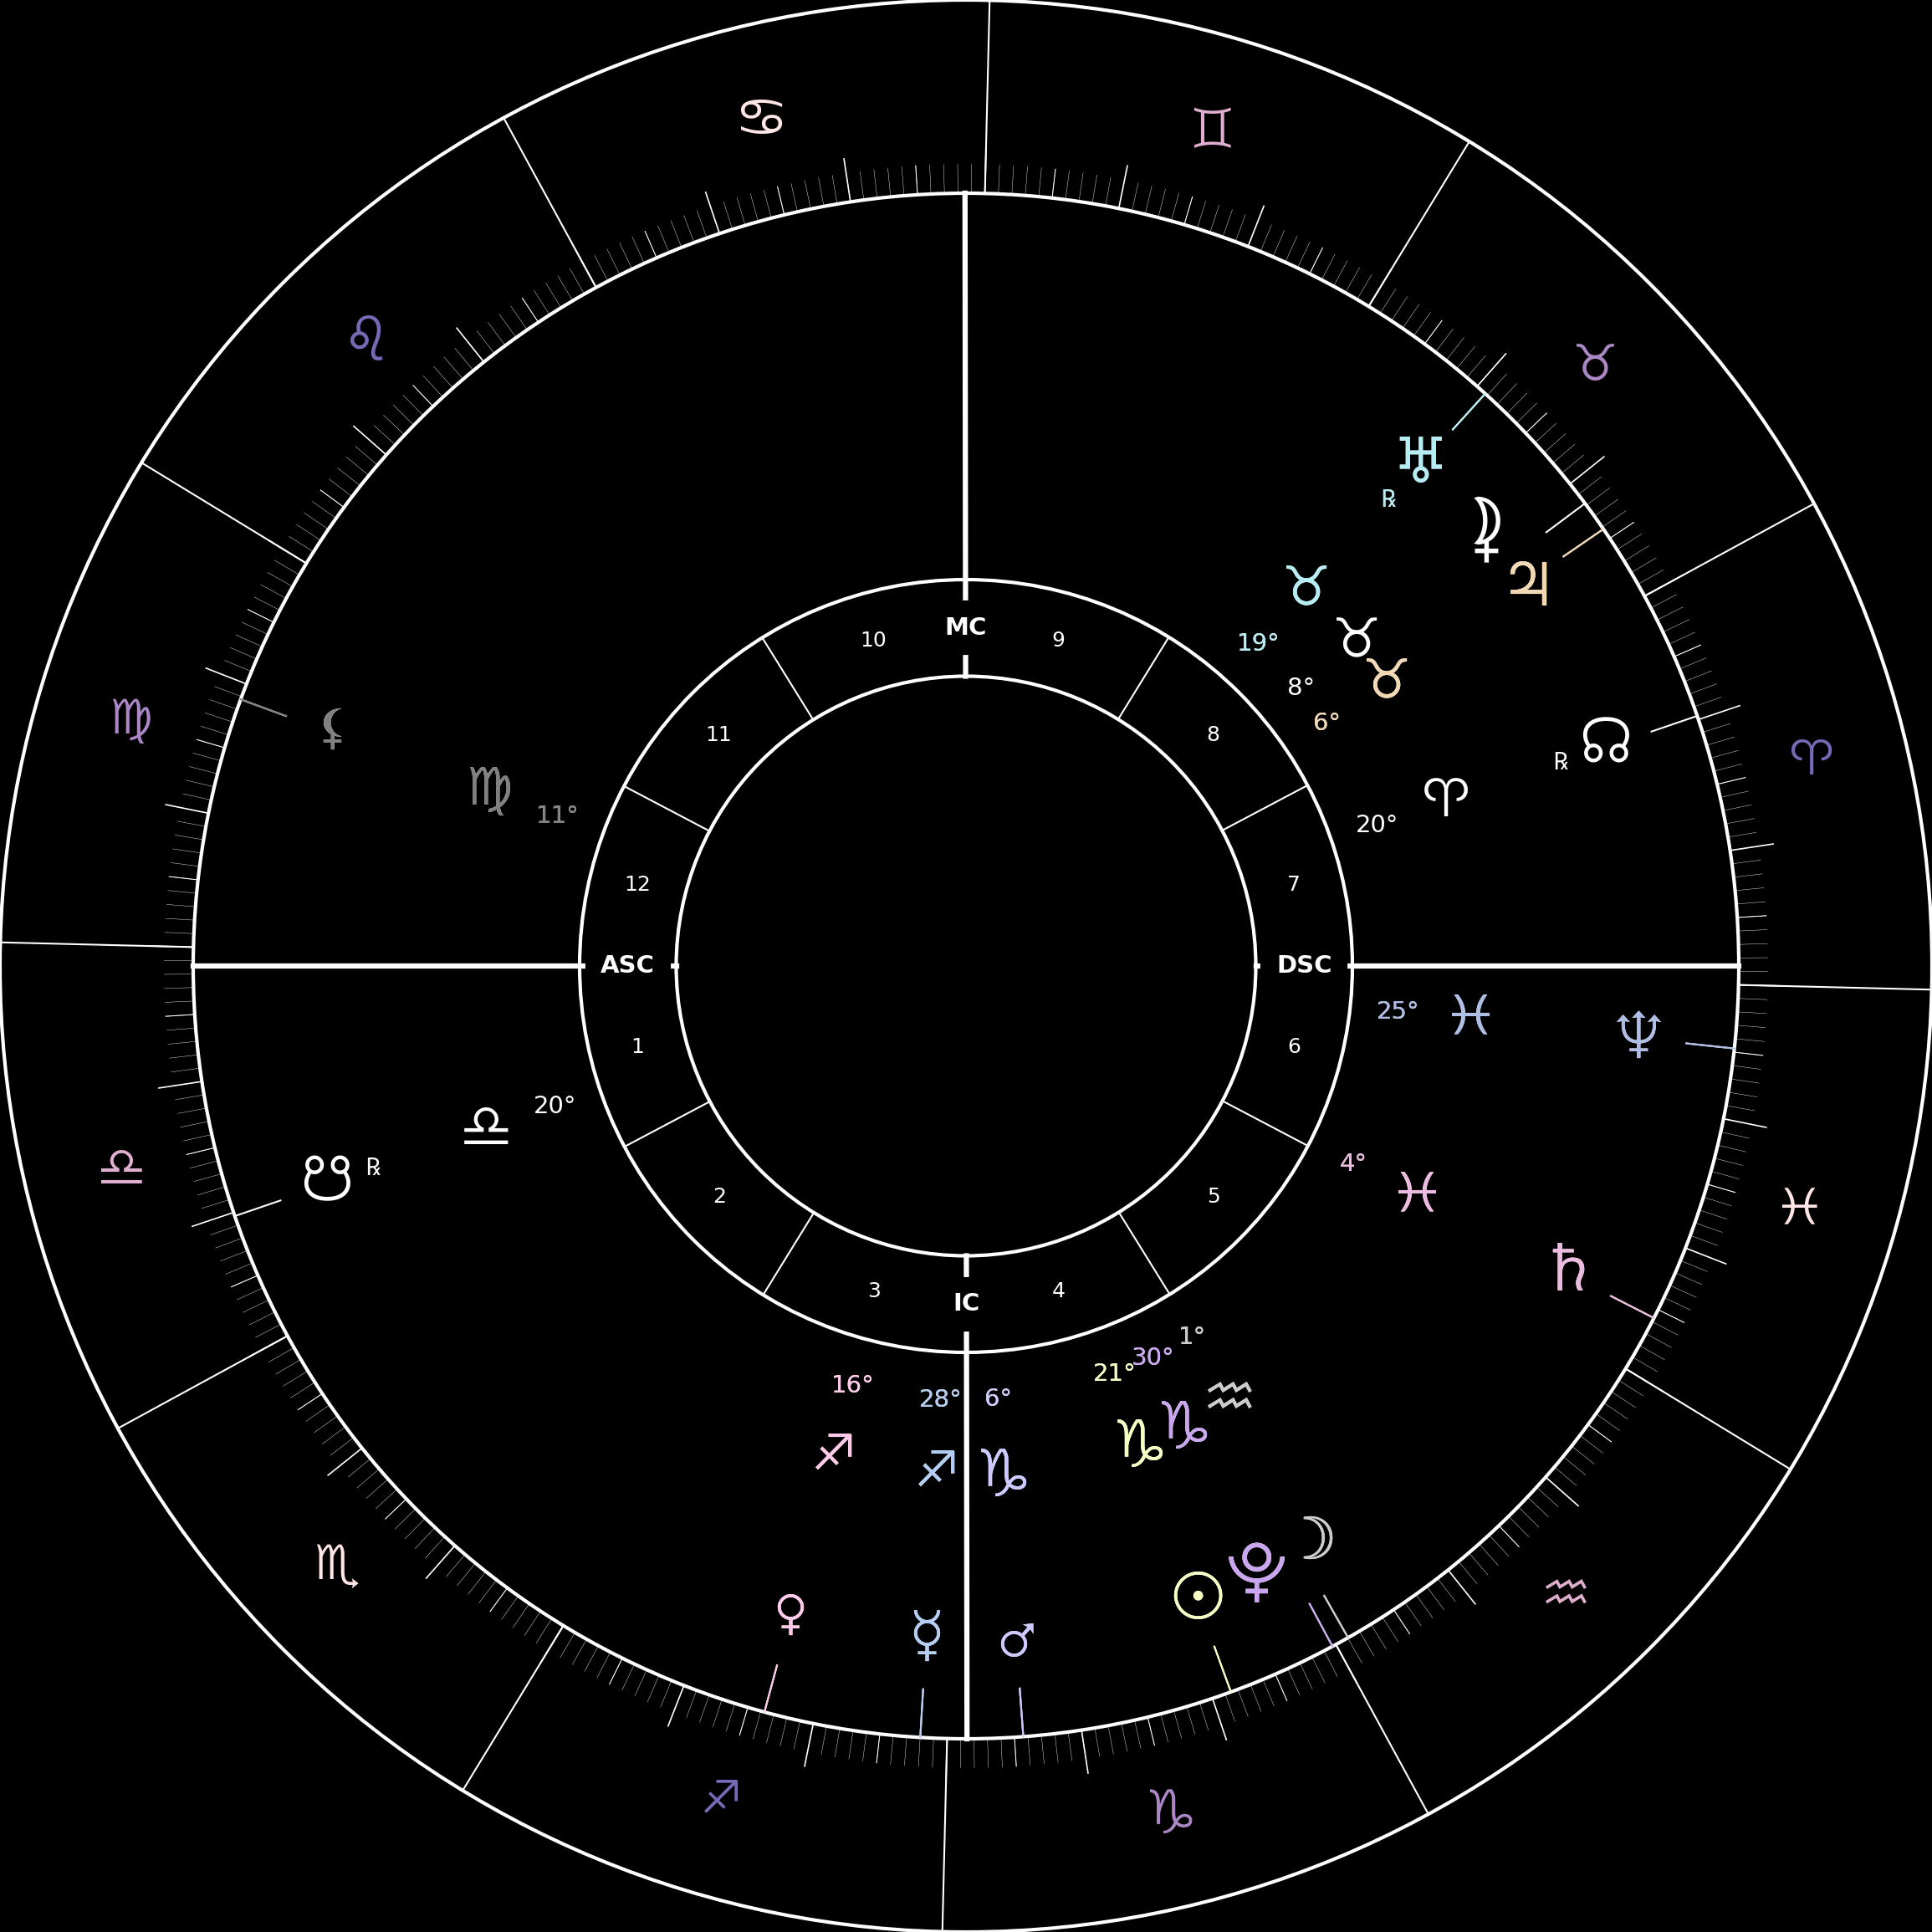 ♋ ♊
♌ ♉
♅
℞
⚸
♃
♉
MC
10 9
19° ♉
8° ♉
6°
11 8
♍ ⚸ ☊ ♈
℞
♍ 11° 20° ♈
12 7
ASC DSC
25° ♓ ♆
1 6
♎ 20°
♎ ☋ ℞
4° ♓
2 5
♓
♄
3 4
IC
1°
16° 28° 6° 21° 30°
♐ ♐ ♑ ♑ ♑ ♒
♏ ☽
♀ ☿ ♂ ☉ ♇ ♒
♐ ♑